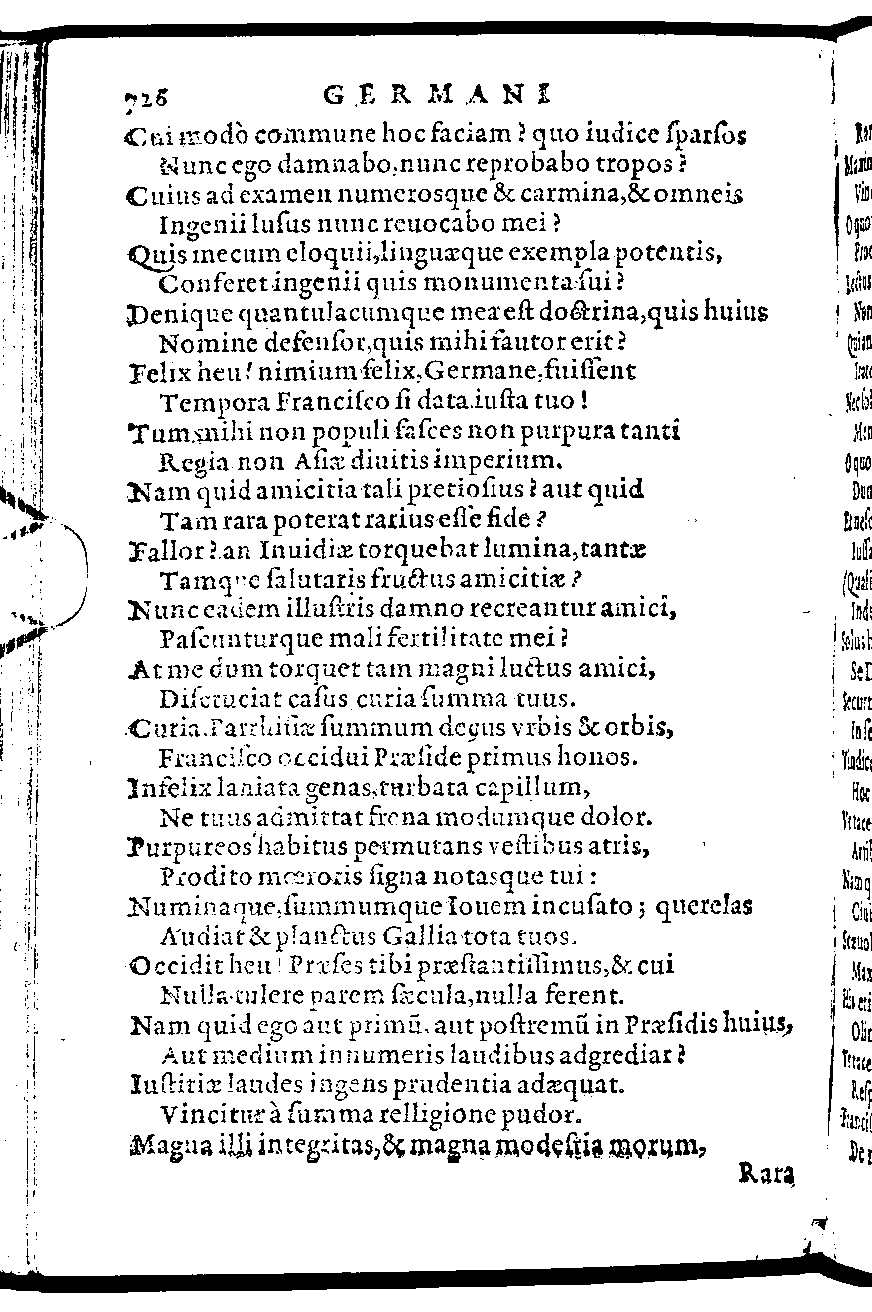 726 GERMANI
Cui modò commune hoc faciam? quo iudice ſparſos
Nunc ego damnabo, nunc reprobabo tropos?
Cuius ad examen numerosque & carmina, & omneis
Ingenii luſus nunc reuocabo mei?
Quis mecum eloquii, linguæque exempla potentis,
Conferet ingenii quis monumenta ſui?
Denique quantulacumque mea eſt doctrina, quis huius
Nomine defenſor, quis mihi fautor erit?
Felix heu! nimium felix, Germane, fuiſſent
Tempora Franciſco ſi data iuſta tuo!
Tum mihi non populi faſces non purpura tanti
Regia non Aſiæ diuitis imperium.
Nam quid amicitia tali pretioſius? aut quid
Tam rara poterat rarius eſſe fide?
Fallor? an Inuidiæ torquebat lumina, tantæ
Tamque ſalutaris fructus amicitiæ?
Nunc eadem illuſtris damno recreantur amici,
Paſcunturque mali fertilitate mei?
At me dum torquet tam magni luctus amici,
Diſcruciat caſus curia ſumma tuus.
Curia Parrhiſiæ ſummum decus vrbis & orbis,
Franciſco occidui Præſide primus honos.
Infelix laniata genas, turbata capillum,
Ne tuus admittat frena modumque dolor.
Purpureos habitus permutans veſtibus atris,
Prodito mœroris ſigna notasque tui:
Numinaque, ſummumque Iouem incuſato; querelas
Audiat & planctus Gallia tota tuos.
Occidit heu! Præſes tibi præſtantiſſimus, & cui
Nulla tulere parem ſæcula, nulla ferent.
Nam quid ego aut primũ, aut poſtremũ in Præſidis huius,
Aut medium innumeris laudibus adgrediar?
Iuſtitiæ laudes ingens prudentia adæquat.
Vincitur à ſumma relligione pudor.
Magna illi integritas, & magna modeſtia morum,
Rara